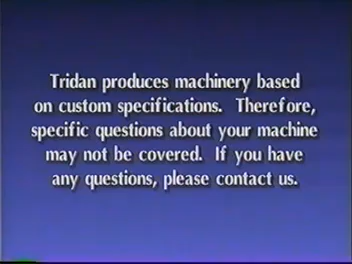 Tridan produces machinery based
on custom specifications. Therefore,
specific questions about your machine
may not be covered. If you have
any questions, please contact us.